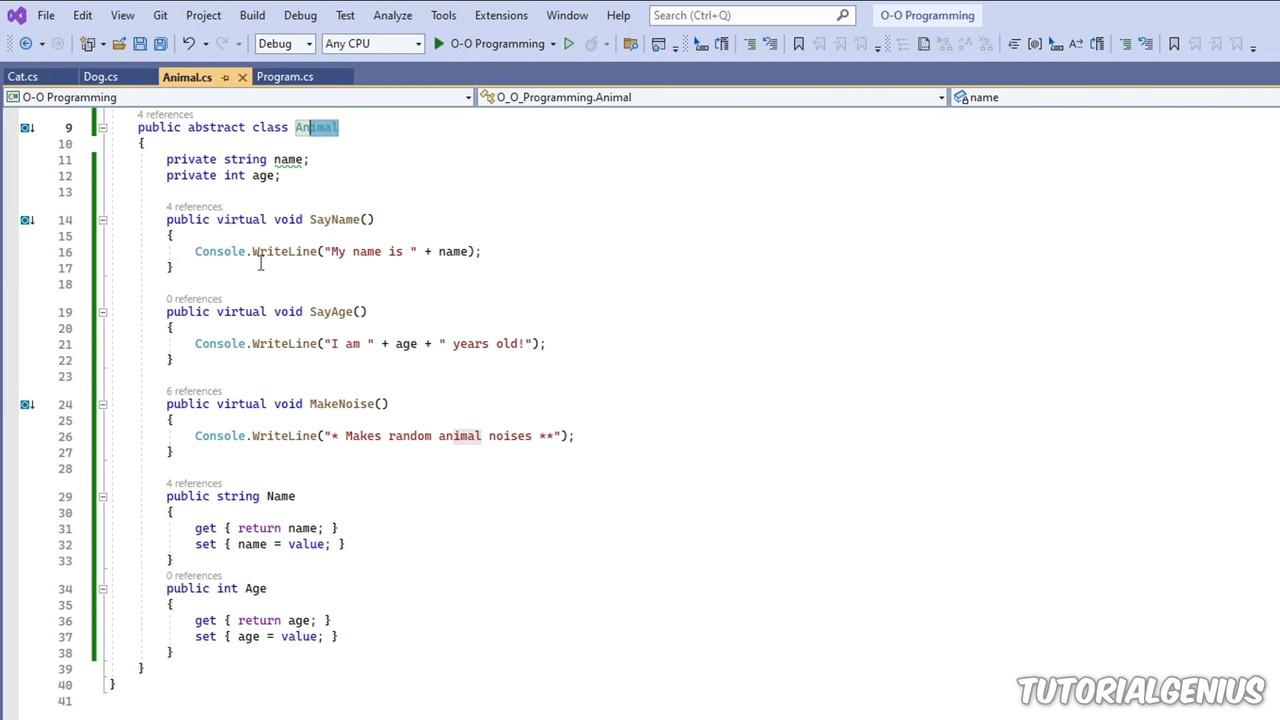 File Edit View Git Project Build Debug Test Analyze Tools Extensions Window Help Search (Ctrl+Q) O-O Programming
Debug Any CPU O-O Programming
Cat.cs Dog.cs Animal.cs Program.cs
O-O Programming O_O_Programming.Animal name
4 references
9 public abstract class Animal
10 {
11 private string name;
12 private int age;
13
4 references
14 public virtual void SayName()
15 {
16 Console.WriteLine("My name is " + name);
17 }
18
0 references
19 public virtual void SayAge()
20 {
21 Console.WriteLine("I am " + age + " years old!");
22 }
23
6 references
24 public virtual void MakeNoise()
25 {
26 Console.WriteLine("* Makes random animal noises **");
27 }
28
4 references
29 public string Name
30 {
31 get { return name; }
32 set { name = value; }
33 }
0 references
34 public int Age
35 {
36 get { return age; }
37 set { age = value; }
38 }
39 }
40 }
41
TUTORIALGENIUS